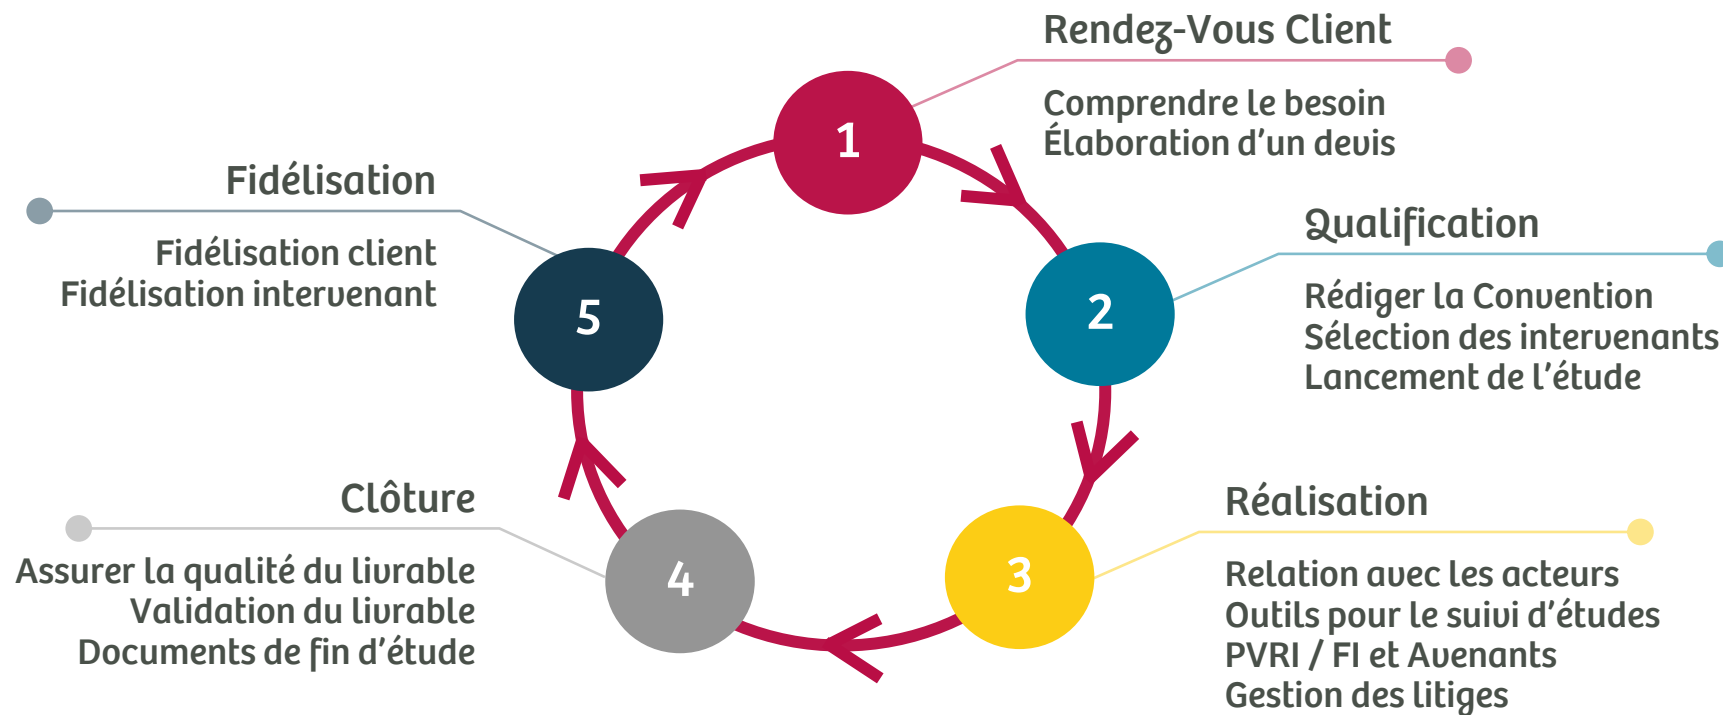 1
Rendez-Vous Client
Comprendre le besoin
Élaboration d'un devis
2
Qualification
Rédiger la Convention
Sélection des intervenants
Lancement de l'étude
3
Réalisation
Relation avec les acteurs
Outils pour le suivi d'études
PVRI / FI et Avenants
Gestion des litiges
4
Clôture
Assurer la qualité du livrable
Validation du livrable
Documents de fin d'étude
5
Fidélisation
Fidélisation client
Fidélisation intervenant